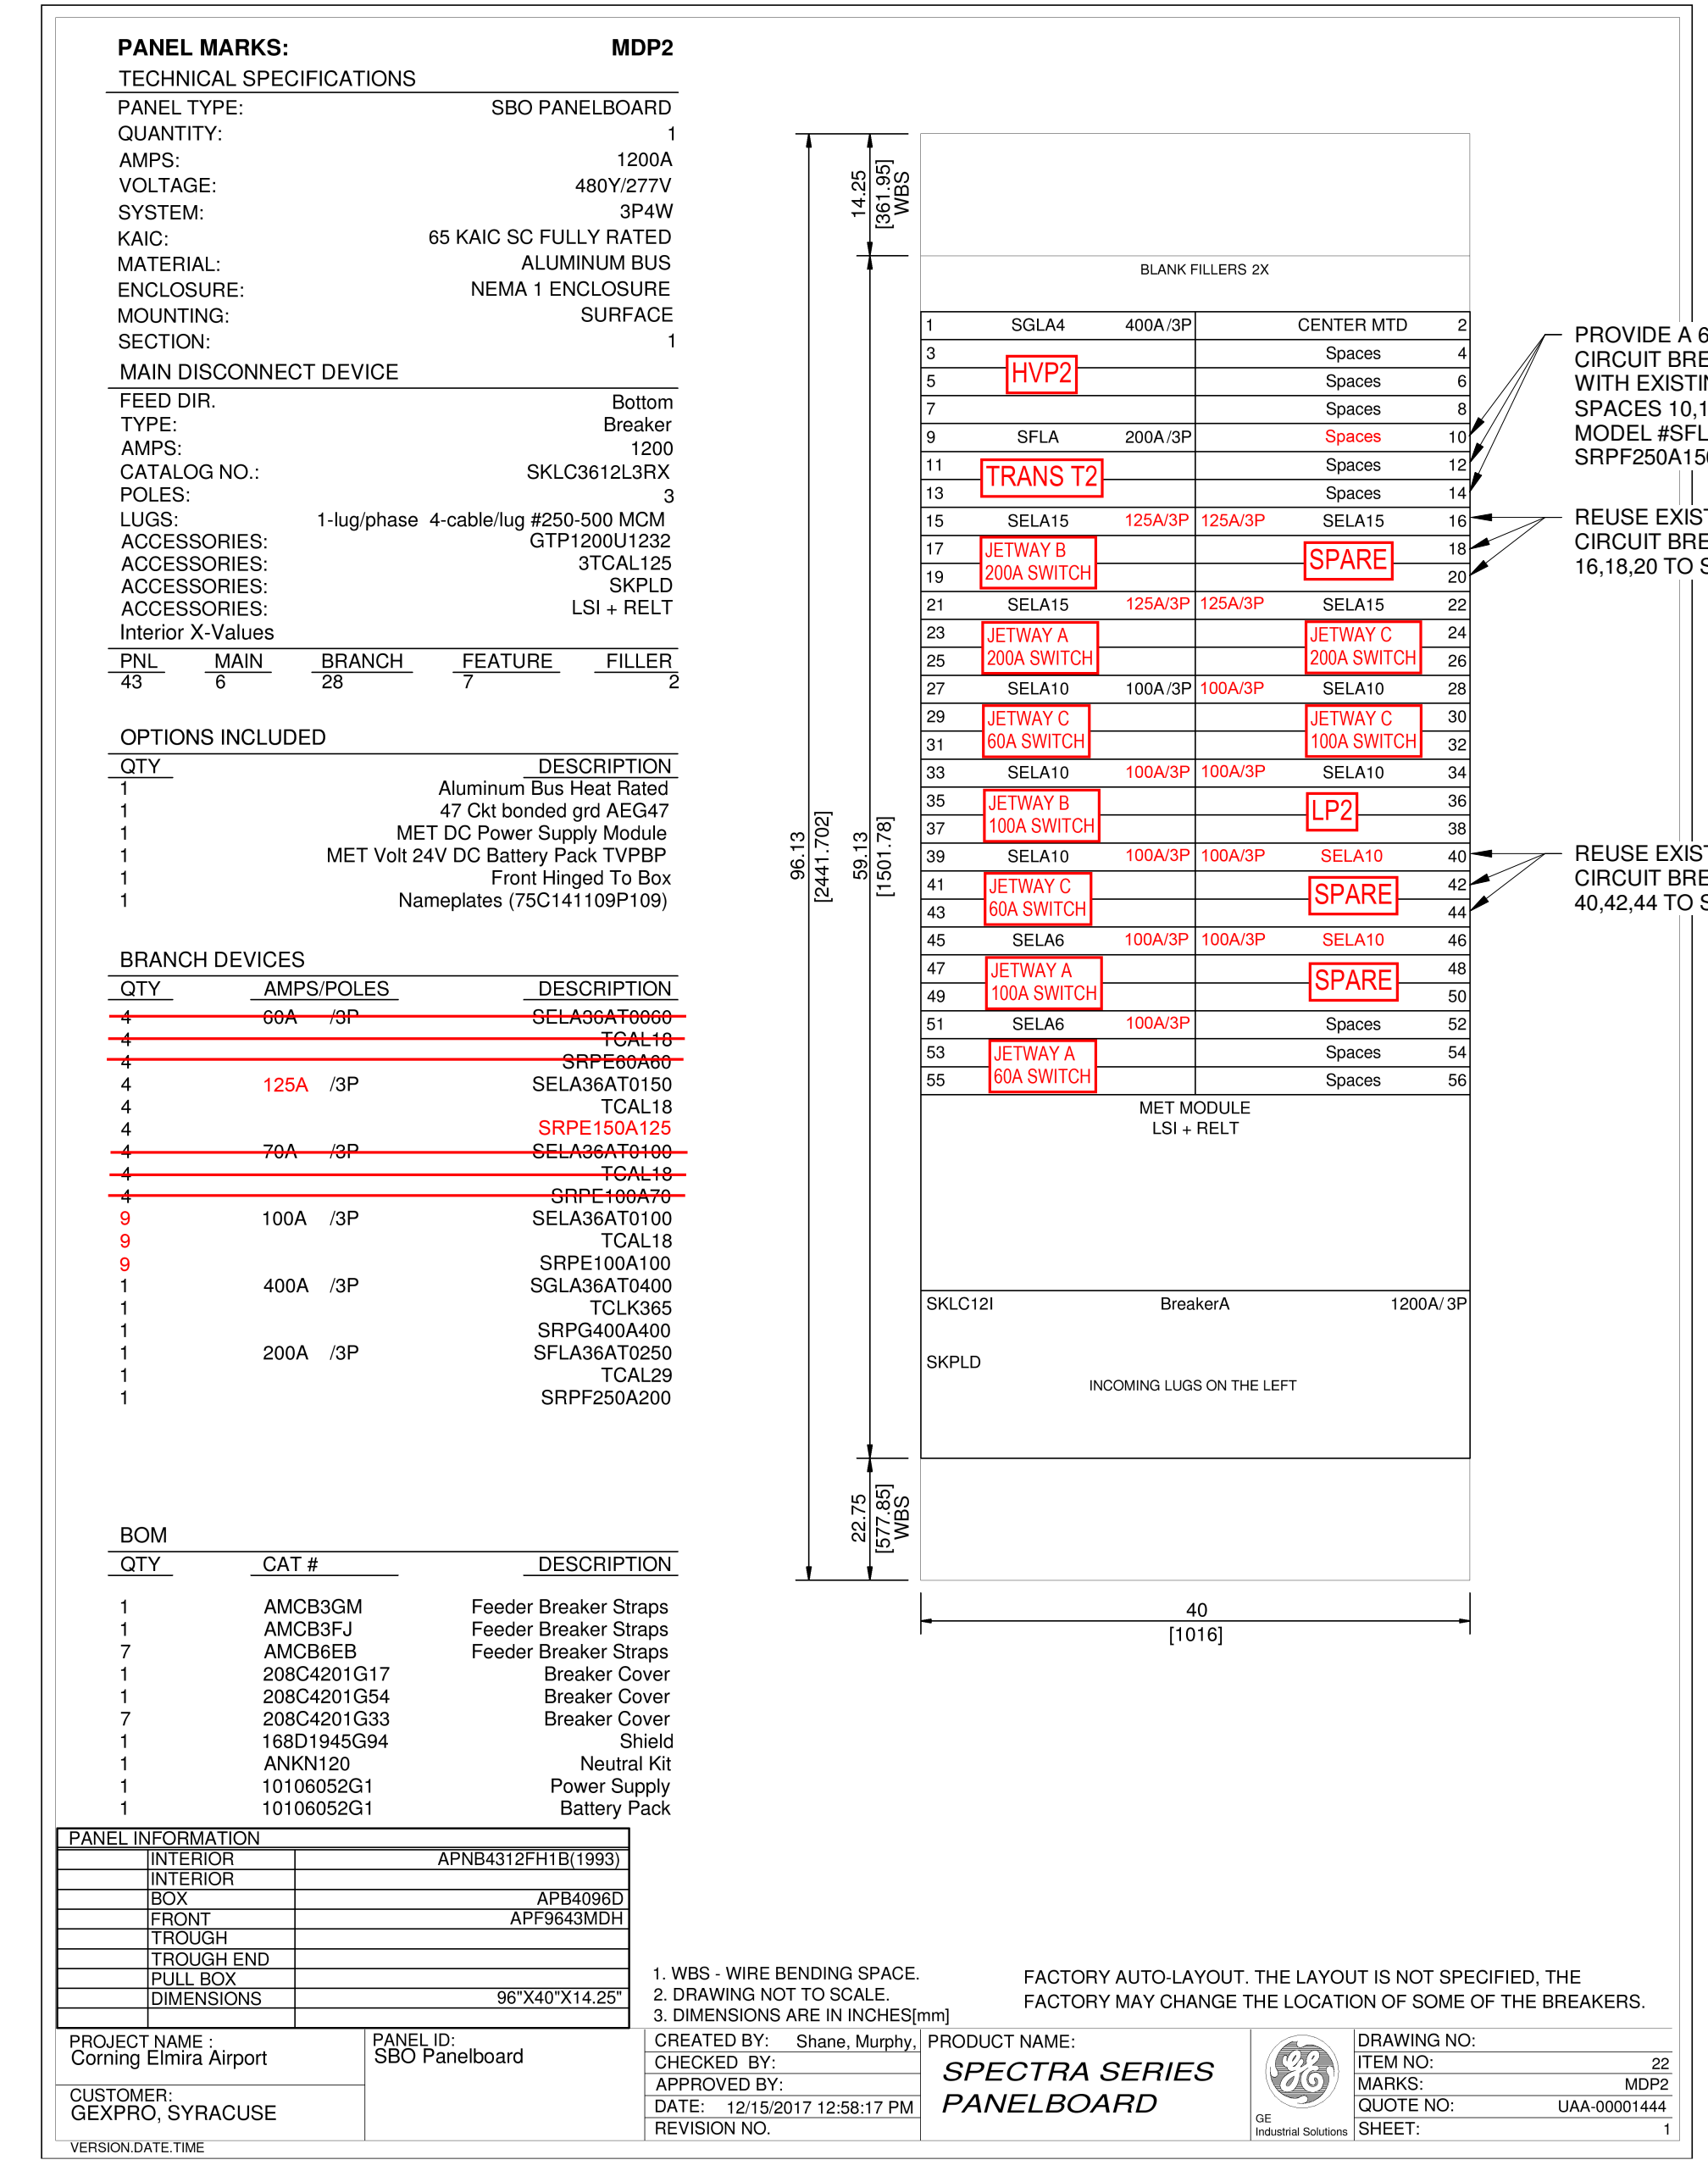 PANEL MARKS: MDP2
TECHNICAL SPECIFICATIONS
PANEL TYPE: SBO PANELBOARD
QUANTITY: 1
AMPS: 1200A
VOLTAGE: 480Y/277V
SYSTEM: 3P4W
KAIC: 65 KAIC SC FULLY RATED
MATERIAL: ALUMINUM BUS
ENCLOSURE: NEMA 1 ENCLOSURE
MOUNTING: SURFACE
SECTION: 1
MAIN DISCONNECT DEVICE
FEED DIR. Bottom
TYPE: Breaker
AMPS: 1200
CATALOG NO.: SKLC3612L3RX
POLES: 3
LUGS: 1-lug/phase 4-cable/lug #250-500 MCM
ACCESSORIES: GTP1200U1232
ACCESSORIES: 3TCAL125
ACCESSORIES: SKPLD
ACCESSORIES: LSI + RELT
Interior X-Values
PNL MAIN BRANCH FEATURE FILLER
43 6 28 7 2
OPTIONS INCLUDED
QTY DESCRIPTION
1 Aluminum Bus Heat Rated
1 47 Ckt bonded grd AEG47
1 MET DC Power Supply Module
1 MET Volt 24V DC Battery Pack TVPBP
1 Front Hinged To Box
1 Nameplates (75C141109P109)
BRANCH DEVICES
QTY AMPS/POLES DESCRIPTION
4 60A /3P SELA36AT0060
4 TCAL18
4 SRPE60A60
4 125A /3P SELA36AT0150
4 TCAL18
4 SRPE150A125
4 70A /3P SELA36AT0100
4 TCAL18
4 SRPE100A70
9 100A /3P SELA36AT0100
9 TCAL18
9 SRPE100A100
1 400A /3P SGLA36AT0400
1 TCLK365
1 SRPG400A400
1 200A /3P SFLA36AT0250
1 TCAL29
1 SRPF250A200
BOM
QTY CAT # DESCRIPTION
1 AMCB3GM Feeder Breaker Straps
1 AMCB3FJ Feeder Breaker Straps
7 AMCB6EB Feeder Breaker Straps
1 208C4201G17 Breaker Cover
1 208C4201G54 Breaker Cover
7 208C4201G33 Breaker Cover
1 168D1945G94 Shield
1 ANKN120 Neutral Kit
1 10106052G1 Power Supply
1 10106052G1 Battery Pack
PANEL INFORMATION
INTERIOR APNB4312FH1B(1993)
INTERIOR
BOX APB4096D
FRONT APF9643MDH
TROUGH
TROUGH END
PULL BOX
DIMENSIONS 96"X40"X14.25"
96.13
[2441.702]
14.25
[361.95]
WBS
59.13
[1501.78]
22.75
[577.85]
WBS
BLANK FILLERS 2X
1 SGLA4 400A/3P CENTER MTD 2
3 Spaces 4
HVP2
5 Spaces 6
7 Spaces 8
9 SFLA 200A/3P Spaces 10
11 Spaces 12
TRANS T2
13 Spaces 14
15 SELA15 125A/3P 125A/3P SELA15 16
17 JETWAY B SPARE 18
19 200A SWITCH 20
21 SELA15 125A/3P 125A/3P SELA15 22
23 JETWAY A JETWAY C 24
25 200A SWITCH 200A SWITCH 26
27 SELA10 100A/3P 100A/3P SELA10 28
29 JETWAY C JETWAY C 30
31 60A SWITCH 100A SWITCH 32
33 SELA10 100A/3P 100A/3P SELA10 34
35 JETWAY B LP2 36
37 100A SWITCH 38
39 SELA10 100A/3P 100A/3P SELA10 40
41 JETWAY C SPARE 42
43 60A SWITCH 44
45 SELA6 100A/3P 100A/3P SELA10 46
47 JETWAY A SPARE 48
49 100A SWITCH 50
51 SELA6 100A/3P Spaces 52
53 JETWAY A Spaces 54
55 60A SWITCH Spaces 56
MET MODULE
LSI + RELT
SKLC12I BreakerA 1200A/3P
SKPLD
INCOMING LUGS ON THE LEFT
40
[1016]
PROVIDE A 6
CIRCUIT BRE
WITH EXISTIN
SPACES 10,1
MODEL #SFL
SRPF250A15
REUSE EXIST
CIRCUIT BRE
16,18,20 TO S
REUSE EXIST
CIRCUIT BRE
40,42,44 TO S
1. WBS - WIRE BENDING SPACE.
2. DRAWING NOT TO SCALE.
3. DIMENSIONS ARE IN INCHES[mm]
FACTORY AUTO-LAYOUT. THE LAYOUT IS NOT SPECIFIED, THE
FACTORY MAY CHANGE THE LOCATION OF SOME OF THE BREAKERS.
PROJECT NAME :
Corning Elmira Airport
CUSTOMER:
GEXPRO, SYRACUSE
PANEL ID:
SBO Panelboard
CREATED BY: Shane, Murphy,
CHECKED BY:
APPROVED BY:
DATE: 12/15/2017 12:58:17 PM
REVISION NO.
PRODUCT NAME:
SPECTRA SERIES
PANELBOARD
GE
Industrial Solutions
DRAWING NO:
ITEM NO: 22
MARKS: MDP2
QUOTE NO: UAA-00001444
SHEET: 1
VERSION.DATE.TIME